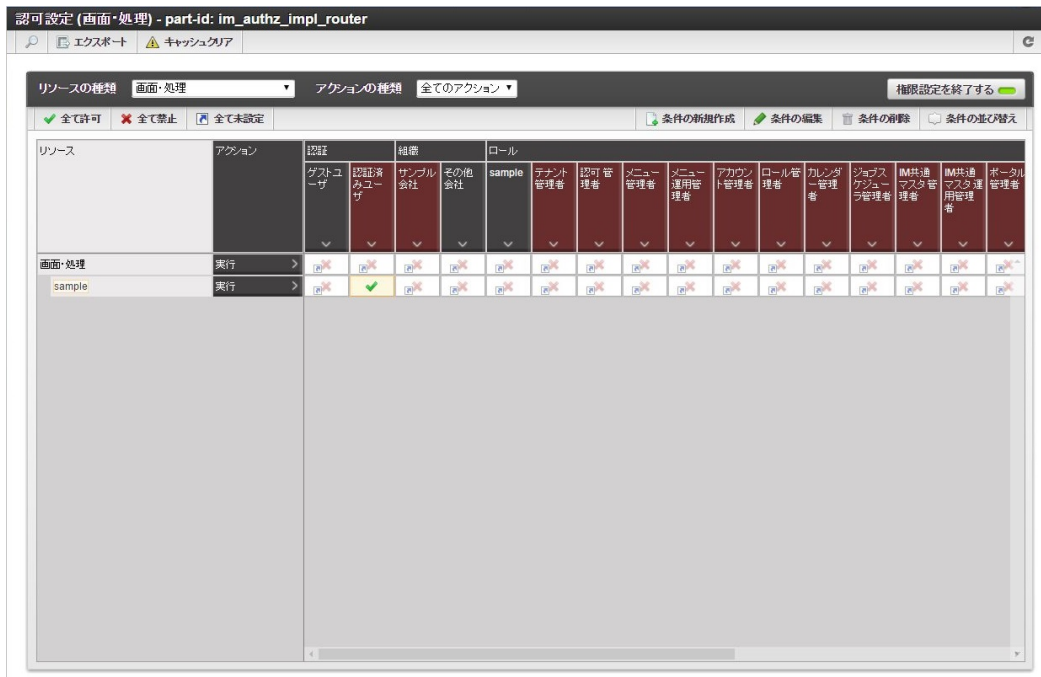 認可設定 (画面・処理) - part-id: im_authz_impl_router
エクスポート キャッシュクリア
リソースの種類 画面・処理 アクションの種類 全てのアクション 権限設定を終了する
全て許可 全て禁止 全て未設定 条件の新規作成 条件の編集 条件の削除 条件の並び替え
リソース アクション 認証 組織 ロール
ゲストユーザ 認証済みユーザ サンプル会社 その他会社 sample テナント管理者 認可管理者 メニュー管理者 メニュー運用管理者 アカウント管理者 ロール管理者 カレンダー管理者 ジョブスケジューラ管理者 IM共通マスタ管理者 IM共通マスタ運用管理者 ポータル管理者
画面・処理 実行
sample 実行